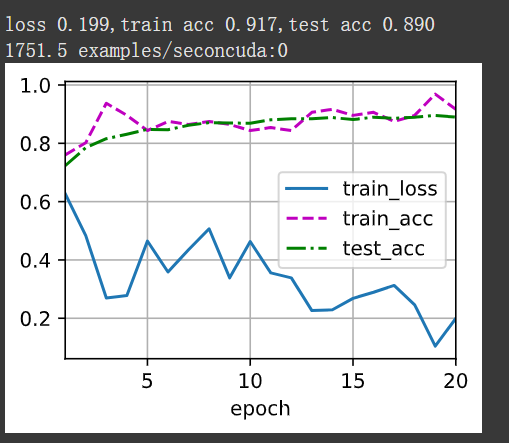 loss 0.199,train acc 0.917,test acc 0.890
1751.5 examples/seconcuda:0
1.0
0.8
0.6
0.4
0.2
train_loss
train_acc
test_acc
5 10 15 20
epoch